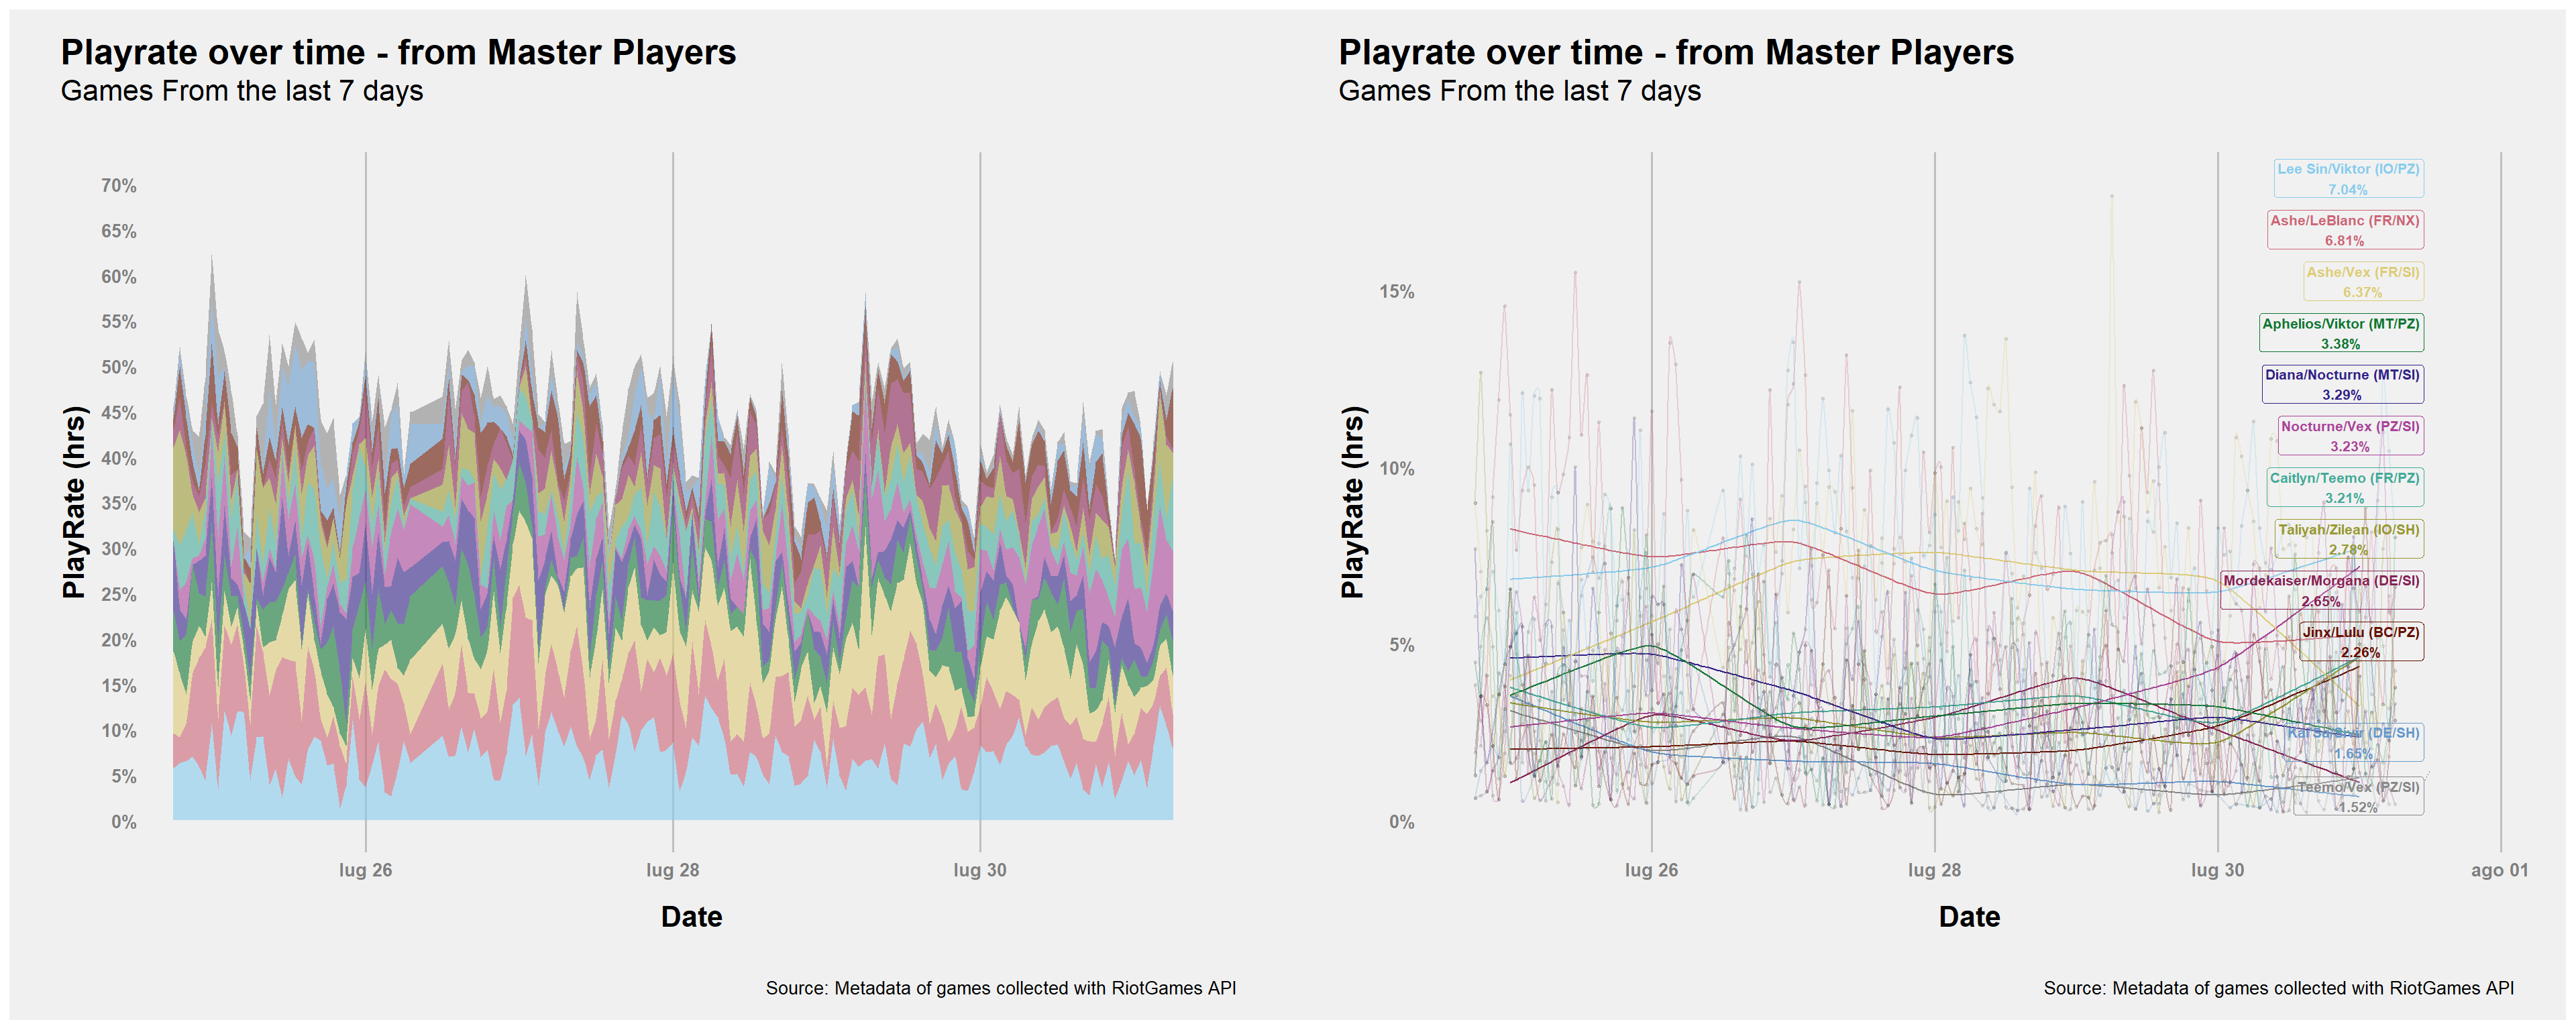 Playrate over time - from Master Players
Games From the last 7 days
PlayRate (hrs)
70%
65%
60%
55%
50%
45%
40%
35%
30%
25%
20%
15%
10%
5%
0%
lug 26
lug 28
lug 30
Date
Source: Metadata of games collected with RiotGames API
Playrate over time - from Master Players
Games From the last 7 days
PlayRate (hrs)
15%
10%
5%
0%
Lee Sin/Viktor (IO/PZ)
7.04%
Ashe/LeBlanc (FR/NX)
6.81%
Ashe/Vex (FR/SI)
6.37%
Aphelios/Viktor (MT/PZ)
3.38%
Diana/Nocturne (MT/SI)
3.29%
Nocturne/Vex (PZ/SI)
3.23%
Caitlyn/Teemo (FR/PZ)
3.21%
Taliyah/Zilean (IO/SH)
2.78%
Mordekaiser/Morgana (DE/SI)
2.65%
Jinx/Lulu (BC/PZ)
2.26%
(DE/SH)
1.65%
Teemo/Vex (PZ/SI)
1.52%
lug 26
lug 28
lug 30
ago 01
Date
Source: Metadata of games collected with RiotGames API